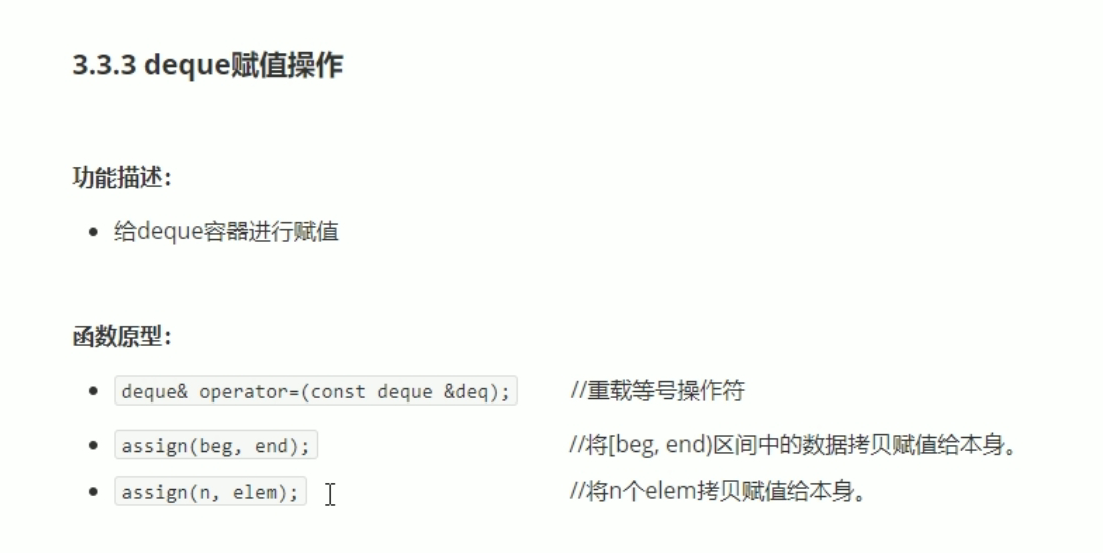 3.3.3 deque赋值操作
功能描述：
给deque容器进行赋值
函数原型：
deque& operator=(const deque &deq); //重载等号操作符
assign(beg, end); //将[beg, end)区间中的数据拷贝赋值给本身。
assign(n, elem); //将n个elem拷贝赋值给本身。